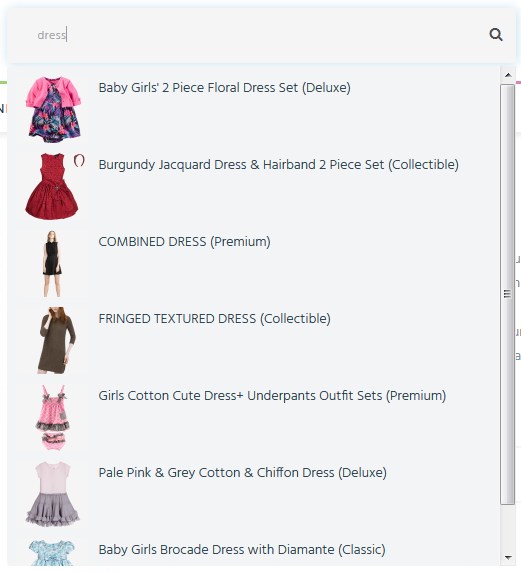 dress
Baby Girls' 2 Piece Floral Dress Set (Deluxe)
Burgundy Jacquard Dress & Hairband 2 Piece Set (Collectible)
COMBINED DRESS (Premium)
FRINGED TEXTURED DRESS (Collectible)
Girls Cotton Cute Dress+ Underpants Outfit Sets (Premium)
Pale Pink & Grey Cotton & Chiffon Dress (Deluxe)
Baby Girls Brocade Dress with Diamante (Classic)